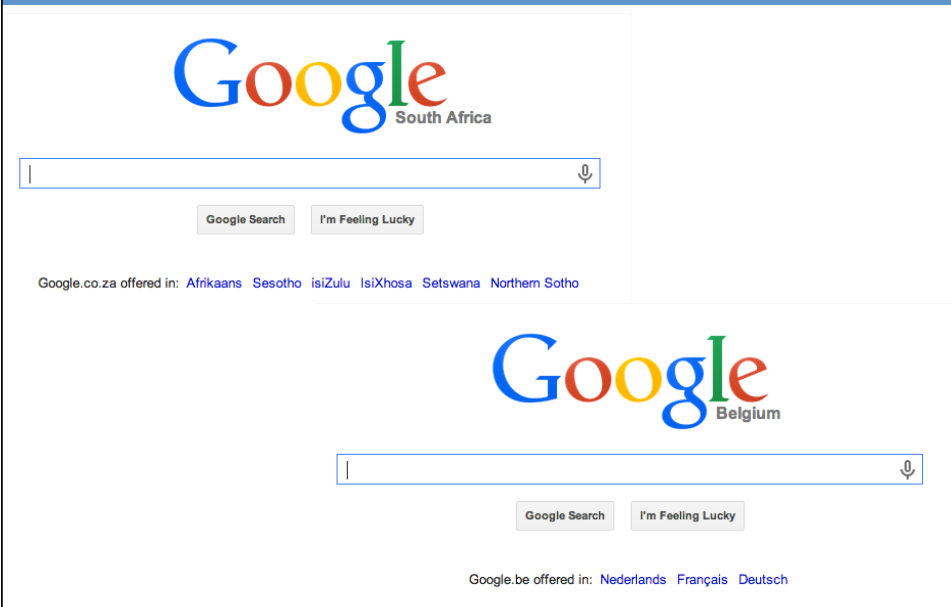 Google
South Africa
Google Search I'm Feeling Lucky
Google.co.za offered in: Afrikaans Sesotho isiZulu IsiXhosa Setswana Northern Sotho
Google
Belgium
Google Search I'm Feeling Lucky
Google.be offered in: Nederlands Français Deutsch